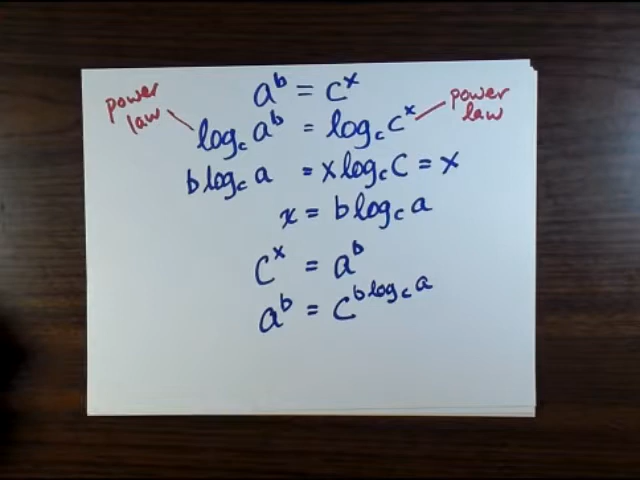 a^b = c^x
power law
log_c a^b = log_c c^x
power law
b log_c a = x log_c c = x
x = b log_c a
c^x = a^b
a^b = c^{b log_c a}